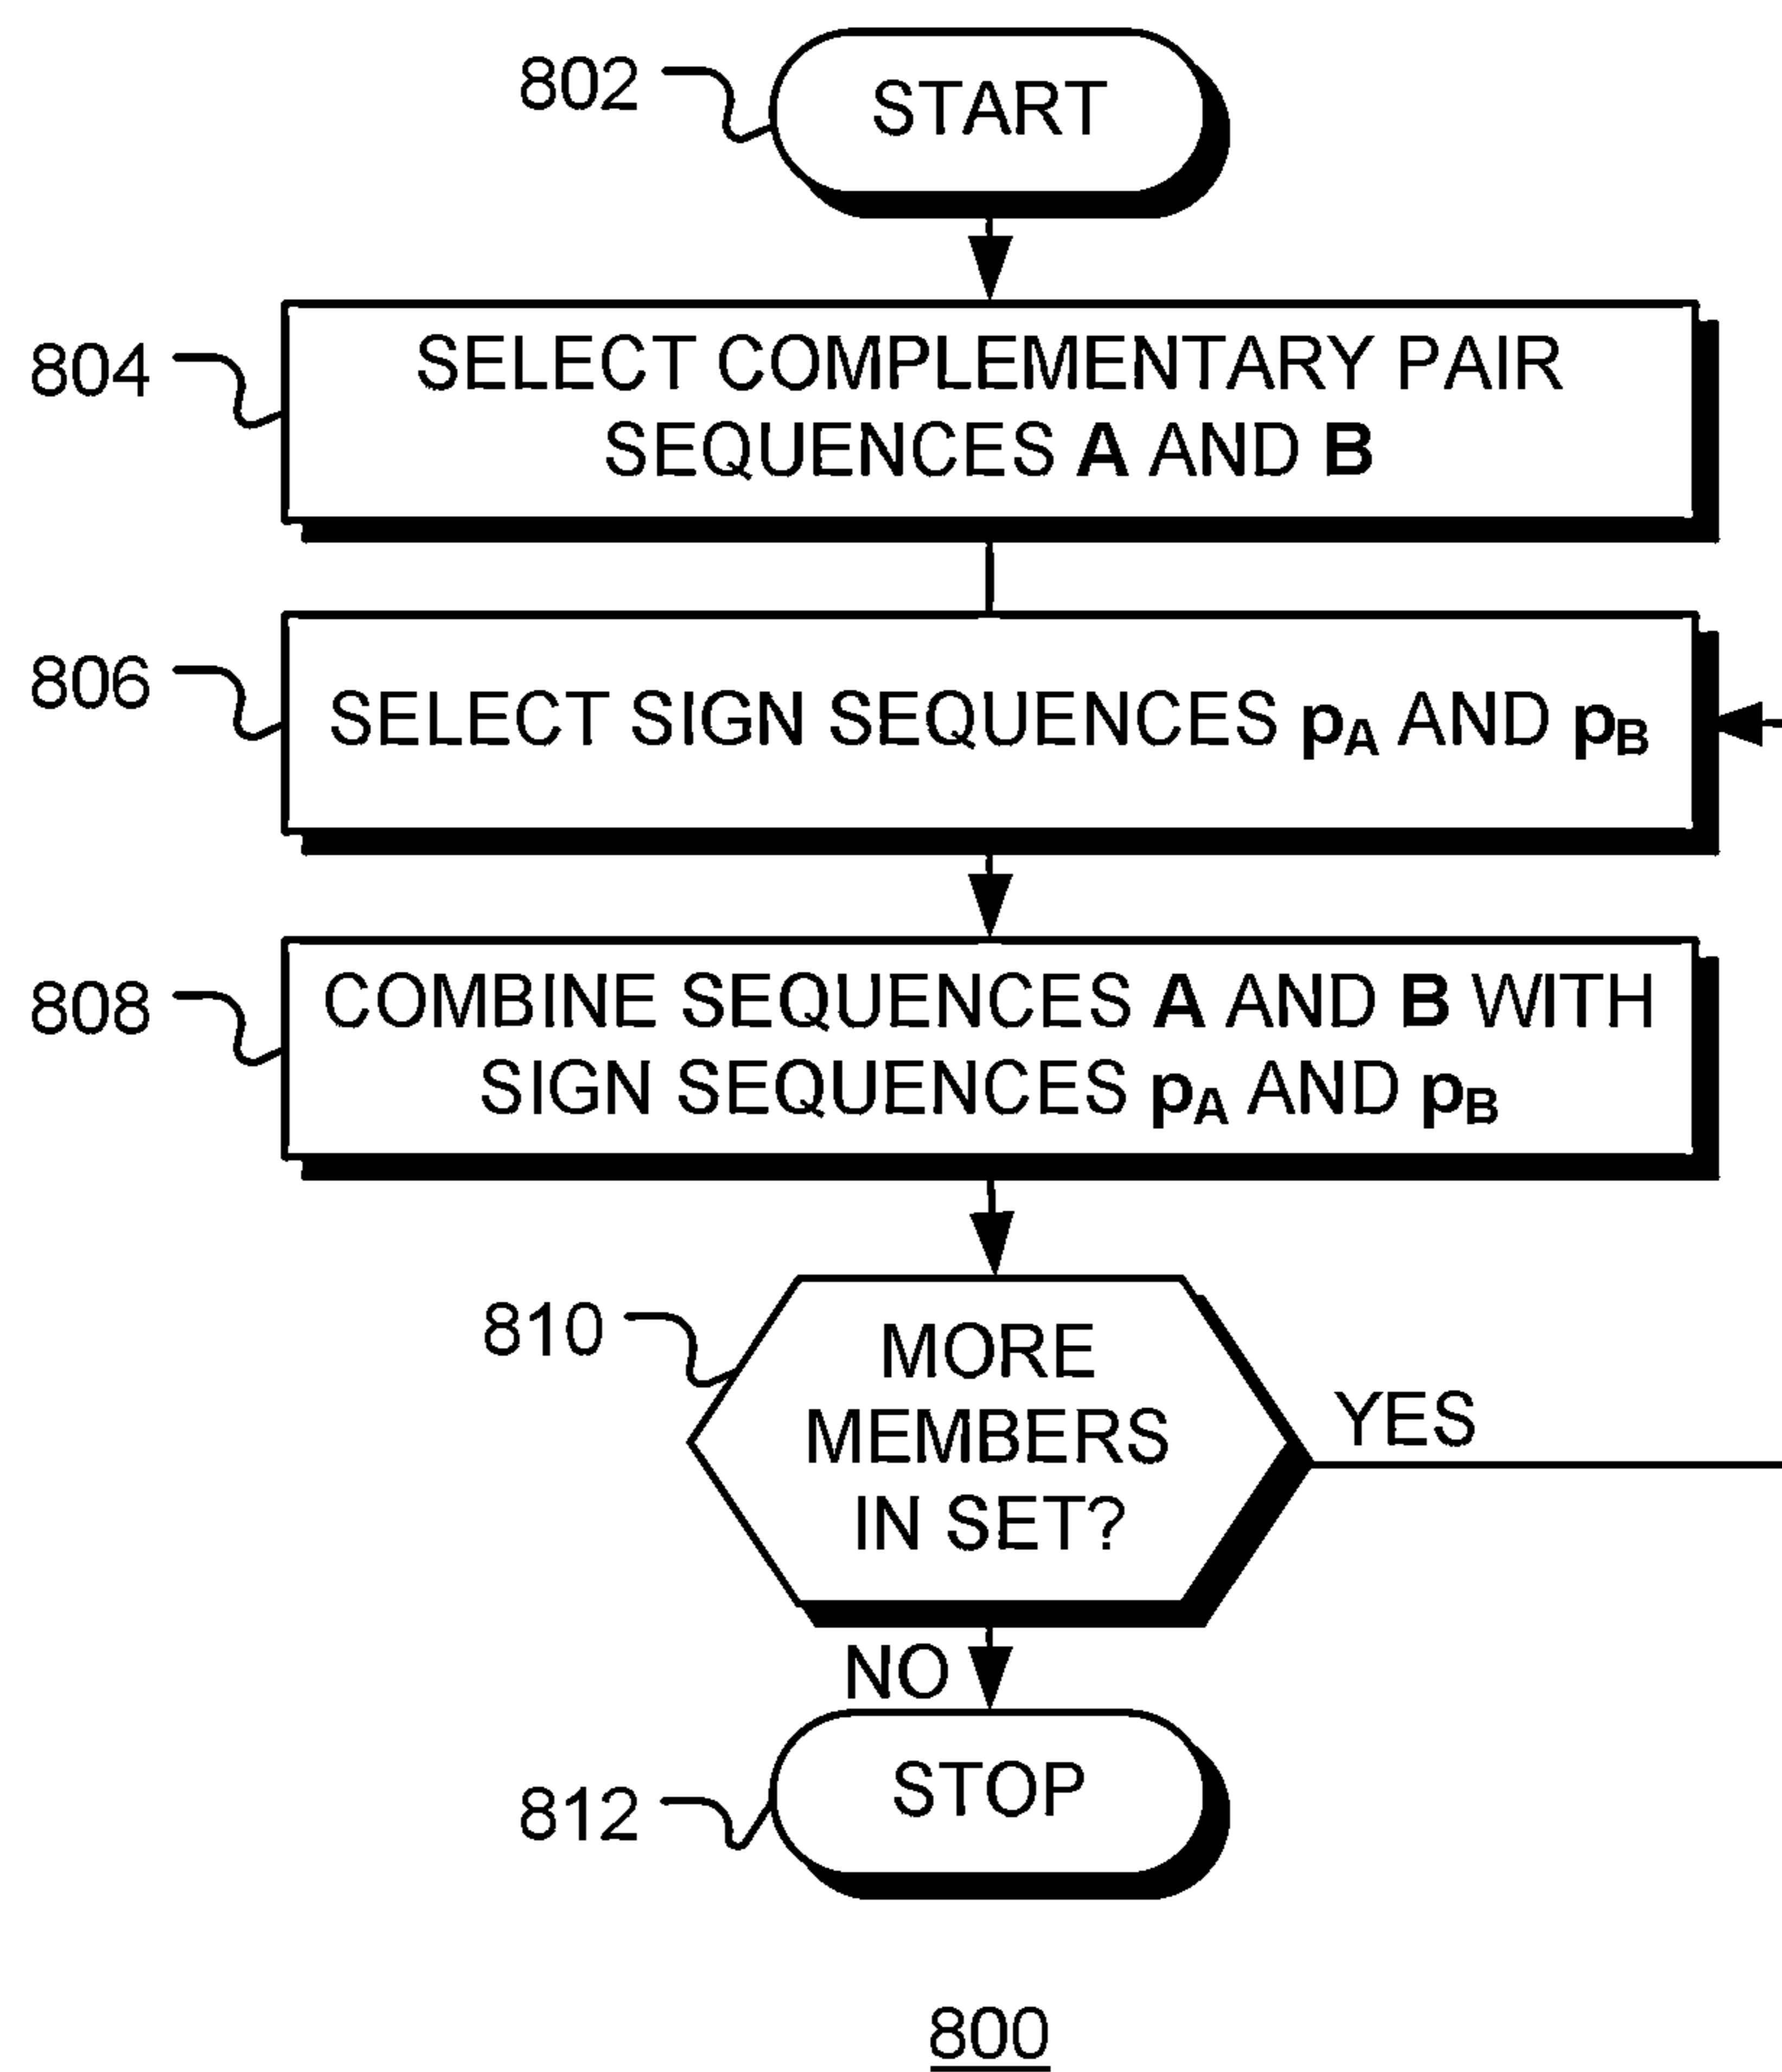 802
START
804
SELECT COMPLEMENTARY PAIR
SEQUENCES A AND B
806
SELECT SIGN SEQUENCES pA AND pB
808
COMBINE SEQUENCES A AND B WITH
SIGN SEQUENCES pA AND pB
810
MORE
MEMBERS
IN SET?
YES
NO
812
STOP
800